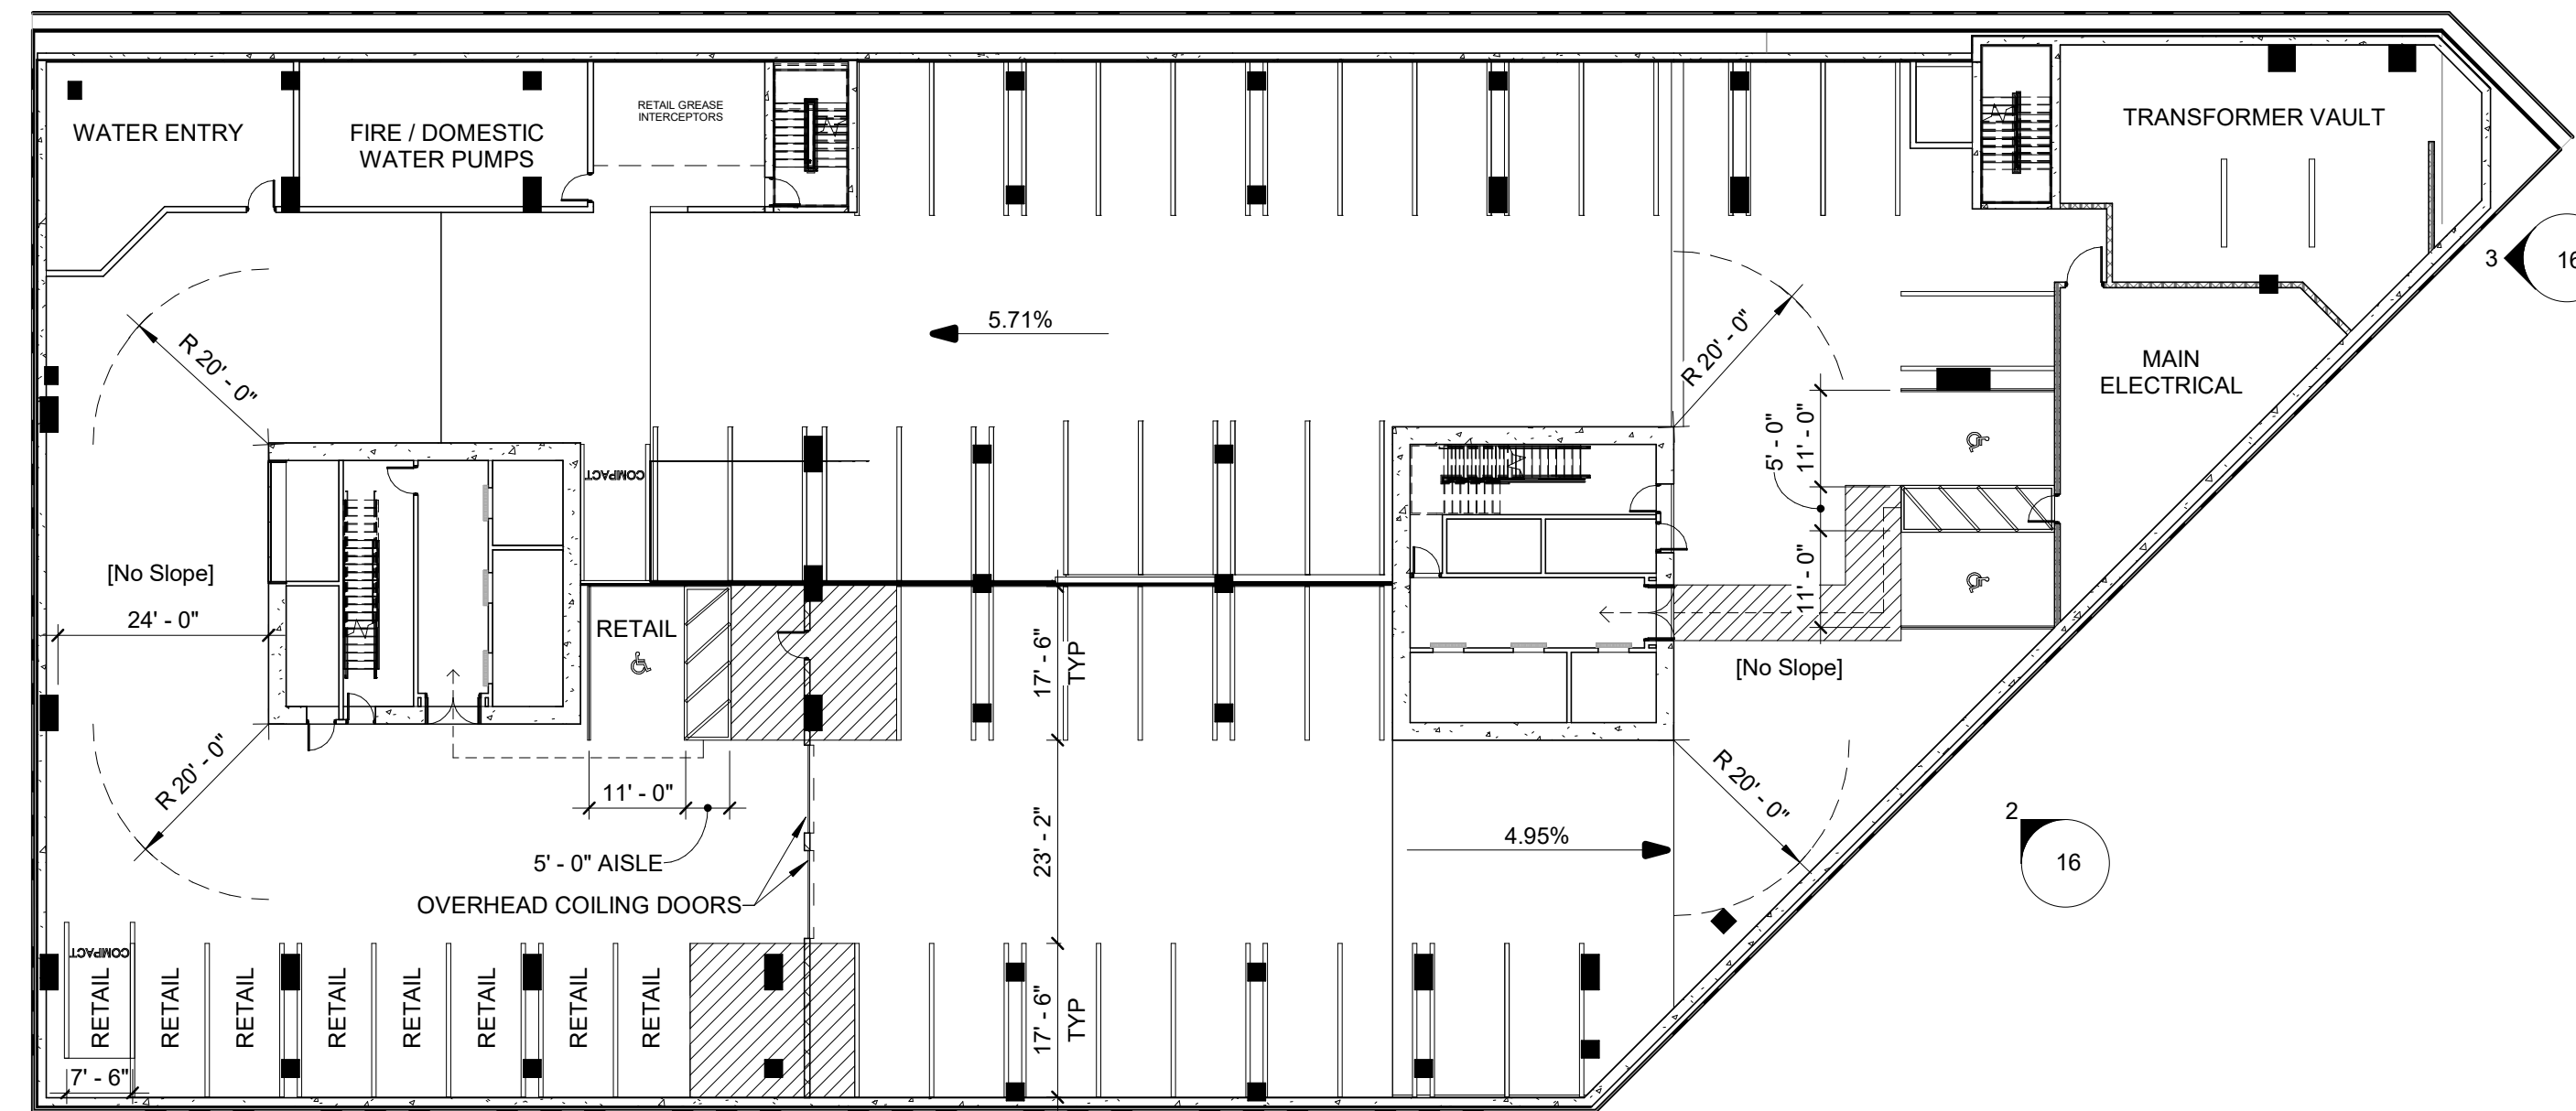 WATER ENTRY
FIRE / DOMESTIC
WATER PUMPS
RETAIL GREASE
INTERCEPTORS
TRANSFORMER VAULT
3
16
5.71%
R 20' - 0"
R 20' - 0"
MAIN
ELECTRICAL
5' - 0"
11' - 0"
11' - 0"
COMPACT
[No Slope]
24' - 0"
RETAIL
17' - 6"
TYP
[No Slope]
R 20' - 0"
R 20' - 0"
11' - 0"
5' - 0" AISLE
OVERHEAD COILING DOORS
23' - 2"
4.95%
2
16
COMPACT
RETAIL
RETAIL
RETAIL
RETAIL
RETAIL
RETAIL
RETAIL
RETAIL
17' - 6"
TYP
7' - 6"